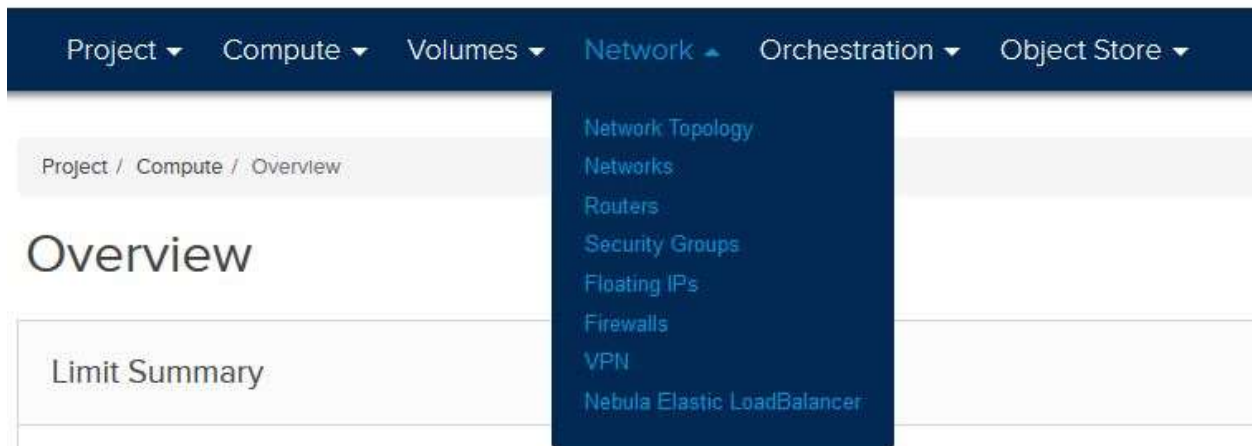 Project Compute Volumes Network Orchestration Object Store
Network Topology
Networks
Routers
Security Groups
Floating IPs
Firewalls
VPN
Nebula Elastic LoadBalancer
Project / Compute / Overview
Overview
Limit Summary